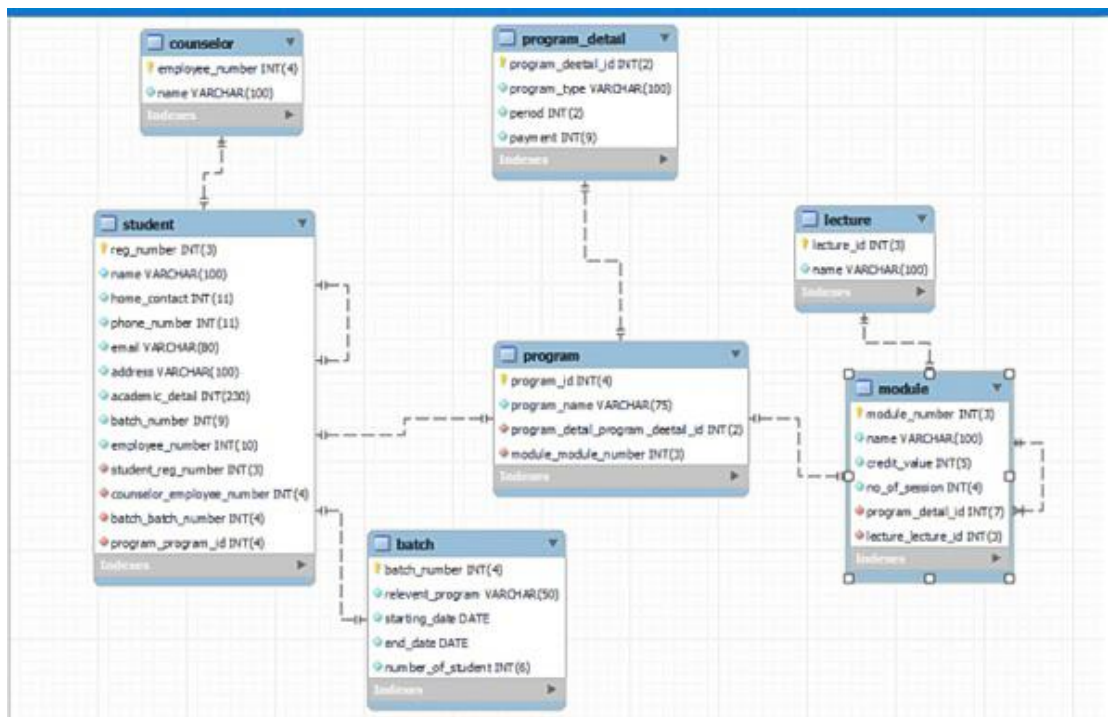 counselor
employee_number INT(4)
name VARCHAR(100)
Indexes
program_detail
program_deetail_id INT(2)
program_type VARCHAR(100)
period INT(2)
payment INT(9)
Indexes
student
reg_number INT(3)
name VARCHAR(100)
home_contact INT(11)
phone_number INT(11)
email VARCHAR(80)
address VARCHAR(100)
academic_detail INT(230)
batch_number INT(9)
employee_number INT(10)
student_reg_number INT(3)
counselor_employee_number INT(4)
batch_batch_number INT(4)
program_program_id INT(4)
Indexes
lecture
lecture_id INT(3)
name VARCHAR(100)
Indexes
program
program_id INT(4)
program_name VARCHAR(75)
program_detail_program_deetail_id INT(2)
module_module_number INT(3)
Indexes
module
module_number INT(3)
name VARCHAR(100)
credit_value INT(5)
no_of_session INT(4)
program_detail_id INT(7)
lecture_lecture_id INT(3)
Indexes
batch
batch_number INT(4)
relevent_program VARCHAR(50)
starting_date DATE
end_date DATE
number_of_student INT(6)
Indexes